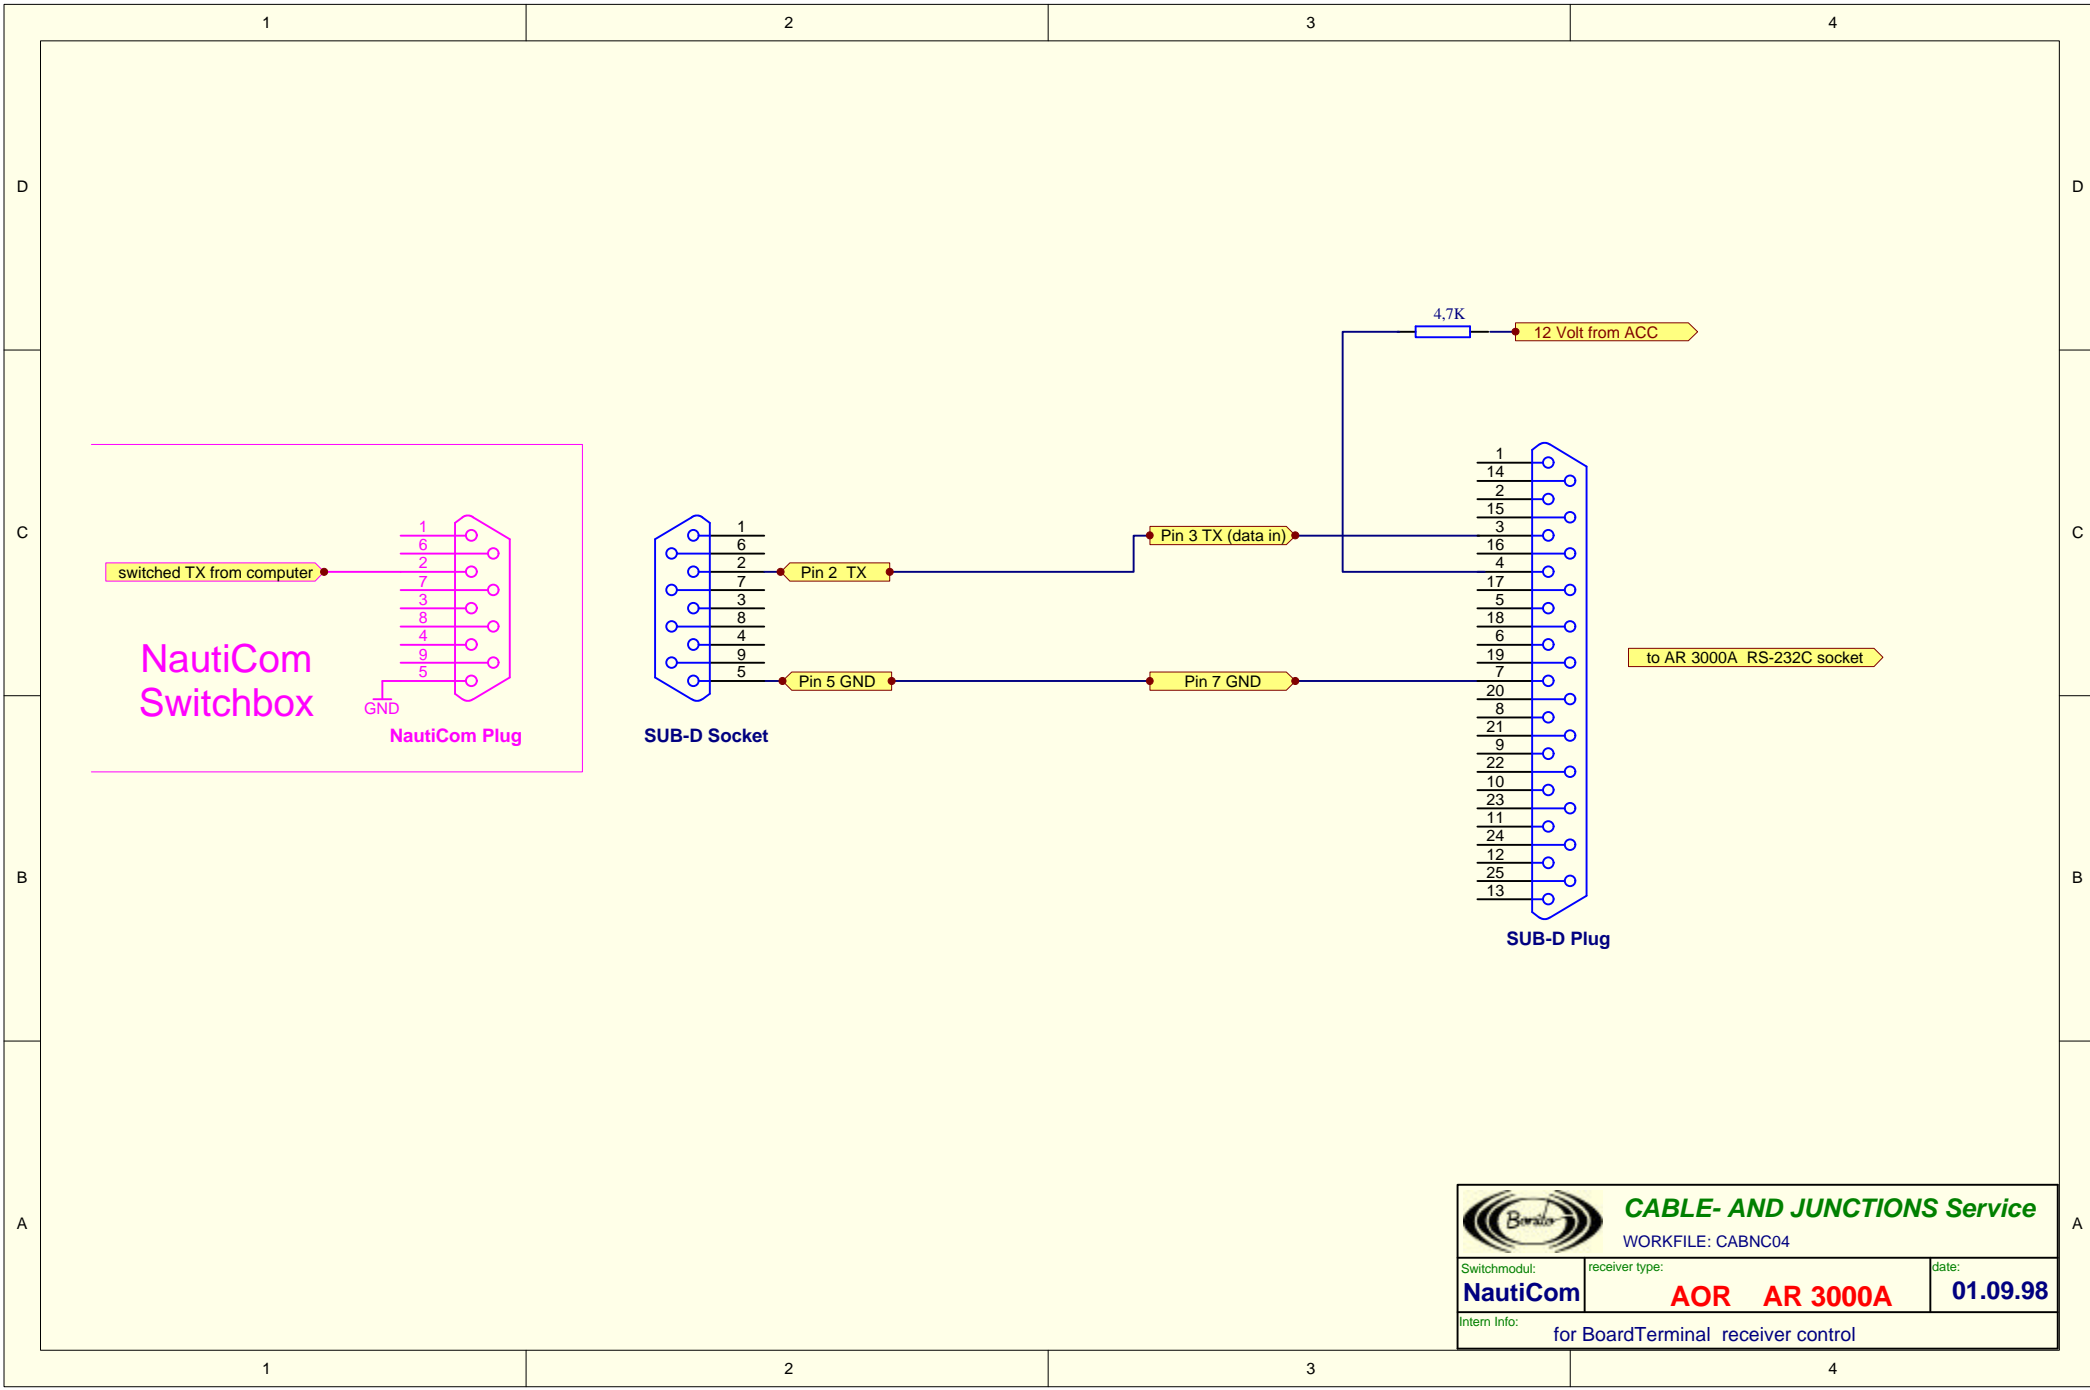 1 2 3 4
D D
4,7K
12 Volt from ACC
C C
1
14
2
15
3
16
4
17
5
18
6
19
7
20
8
21
9
22
10
23
11
24
12
25
13
SUB-D Plug
Pin 3 TX (data in)
Pin 7 GND
to AR 3000A RS-232C socket
switched TX from computer
1
6
2
7
3
8
4
9
5
GND
NautiCom
Switchbox
NautiCom Plug
1
6
2
7
3
8
4
9
5
Pin 2 TX
Pin 5 GND
SUB-D Socket
B B
A A
Bonito
CABLE- AND JUNCTIONS Service
WORKFILE: CABNC04
Switchmodul:
NautiCom
receiver type:
AOR AR 3000A
date:
01.09.98
Intern Info:
for BoardTerminal receiver control
1 2 3 4